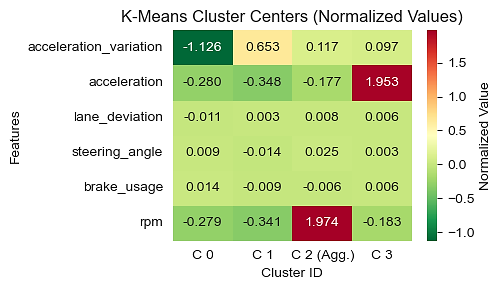 K-Means Cluster Centers (Normalized Values)
Features
acceleration_variation -1.126 0.653 0.117 0.097
acceleration -0.280 -0.348 -0.177 1.953
lane_deviation -0.011 0.003 0.008 0.006
steering_angle 0.009 -0.014 0.025 0.003
brake_usage 0.014 -0.009 -0.006 0.006
rpm -0.279 -0.341 1.974 -0.183
C 0 C 1 C 2 (Agg.) C 3
Cluster ID
1.5
1.0
0.5
0.0
−0.5
−1.0
Normalized Value